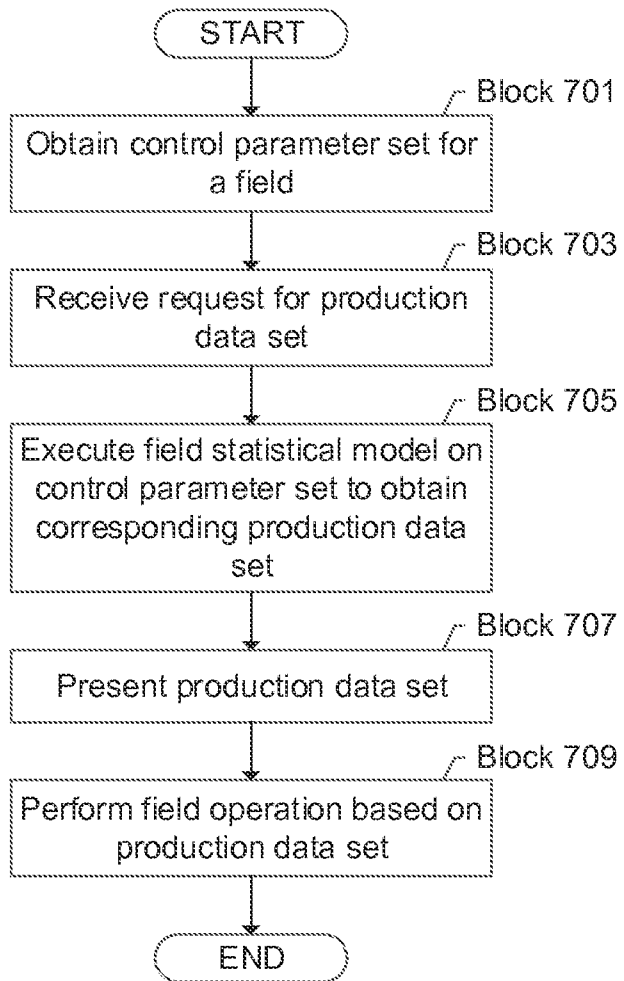 START
Block 701
Obtain control parameter set for
a field
Block 703
Receive request for production
data set
Block 705
Execute field statistical model on
control parameter set to obtain
corresponding production data
set
Block 707
Present production data set
Block 709
Perform field operation based on
production data set
END